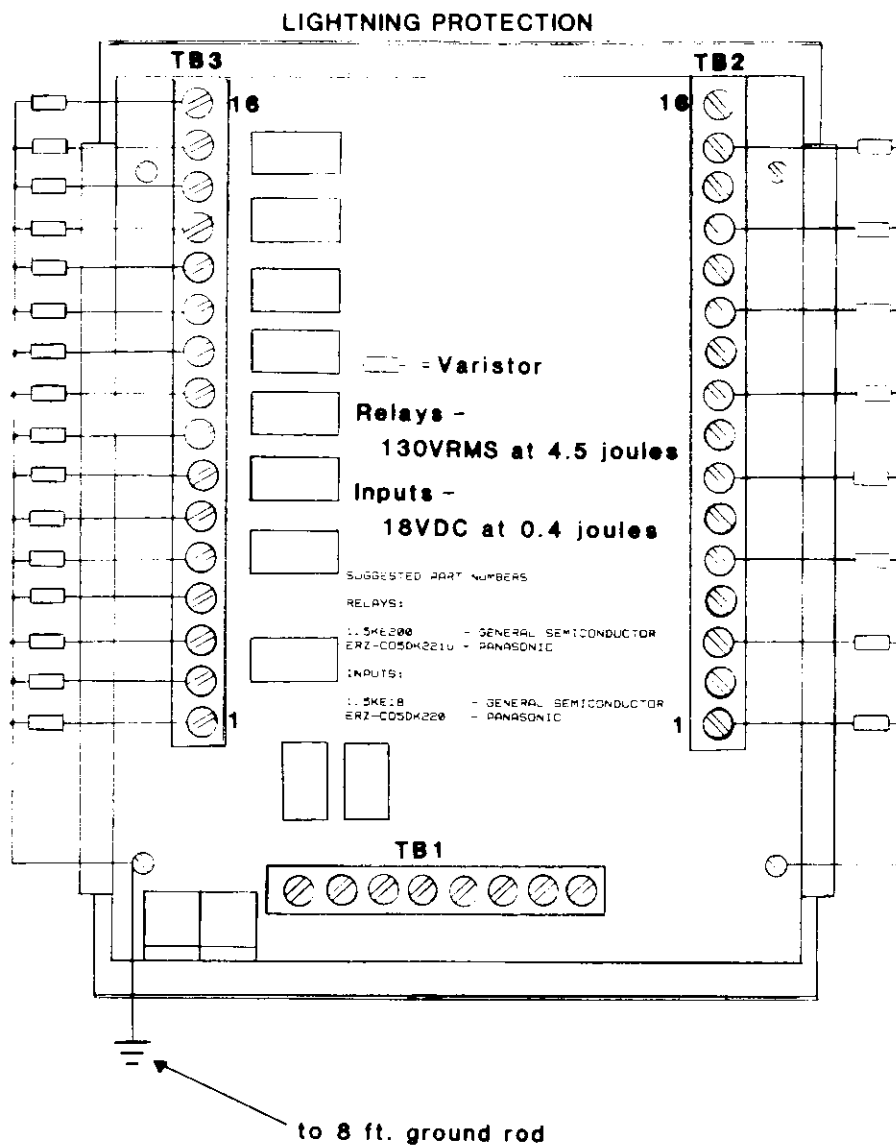 LIGHTNING PROTECTION
TB3
TB2
16
16
= Varistor
Relays -
130VRMS at 4.5 joules
Inputs -
18VDC at 0.4 joules
SUGGESTED PART NUMBERS
RELAYS:
1.5KE200 - GENERAL SEMICONDUCTOR
ERZ-C05DK221U - PANASONIC
INPUTS:
1.5KE18 - GENERAL SEMICONDUCTOR
ERZ-C05DK220 - PANASONIC
1
1
TB1
to 8 ft. ground rod